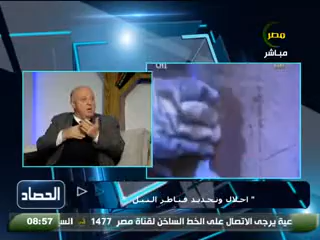 مصر
مباشر
" احلال وتجديد قناطر النيل "
الحصاد
عية يرجى الاتصال على الخط الساخن لقناة مصر 1477
08:57